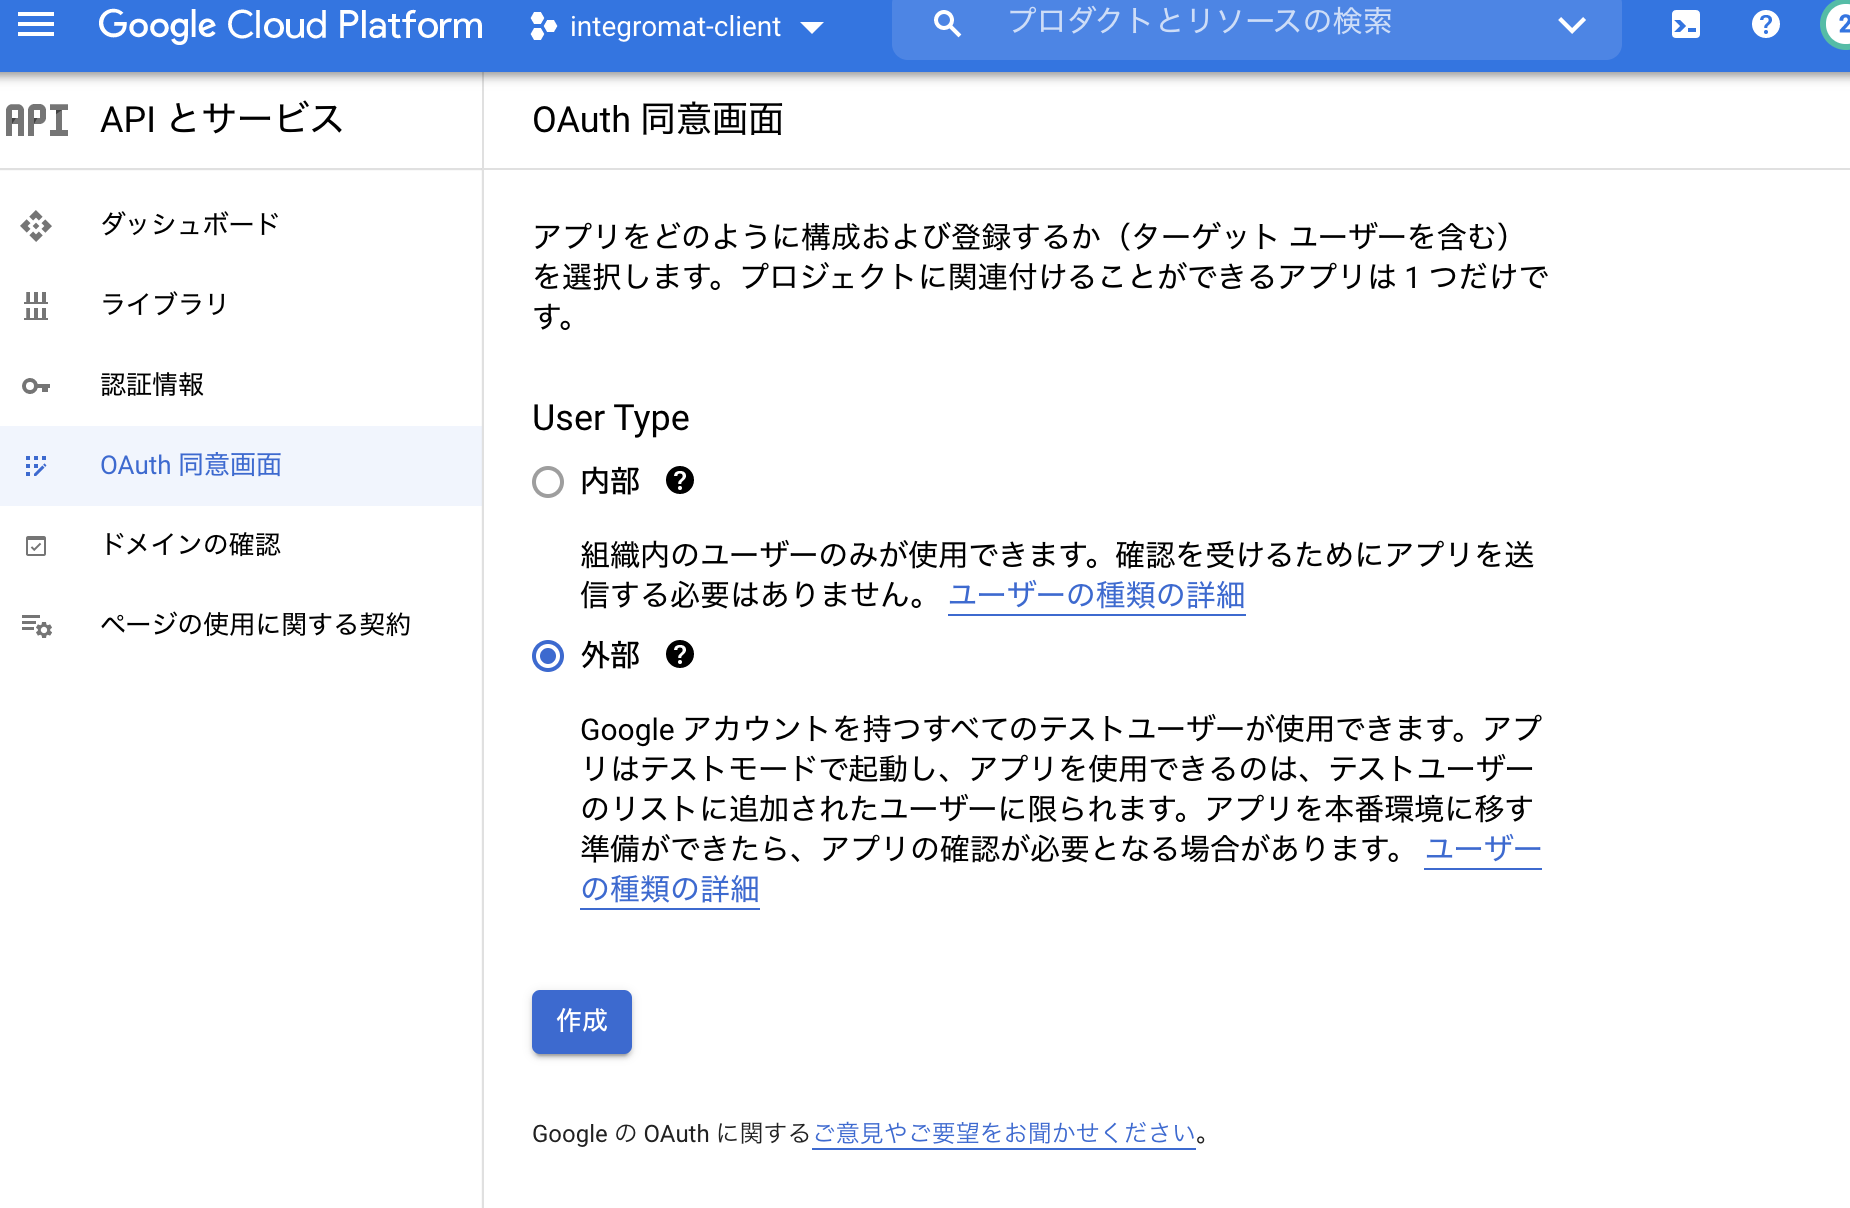 Google Cloud Platform
integromat-client
プロダクトとリソースの検索
2
API
API とサービス
ダッシュボード
ライブラリ
認証情報
OAuth 同意画面
ドメインの確認
ページの使用に関する契約
OAuth 同意画面
アプリをどのように構成および登録するか（ターゲット ユーザーを含む）
を選択します。プロジェクトに関連付けることができるアプリは 1 つだけで
す。
User Type
内部
組織内のユーザーのみが使用できます。確認を受けるためにアプリを送
信する必要はありません。 ユーザーの種類の詳細
外部
Google アカウントを持つすべてのテストユーザーが使用できます。アプ
リはテストモードで起動し、アプリを使用できるのは、テストユーザー
のリストに追加されたユーザーに限られます。アプリを本番環境に移す
準備ができたら、アプリの確認が必要となる場合があります。 ユーザー
の種類の詳細
作成
Google の OAuth に関するご意見やご要望をお聞かせください。